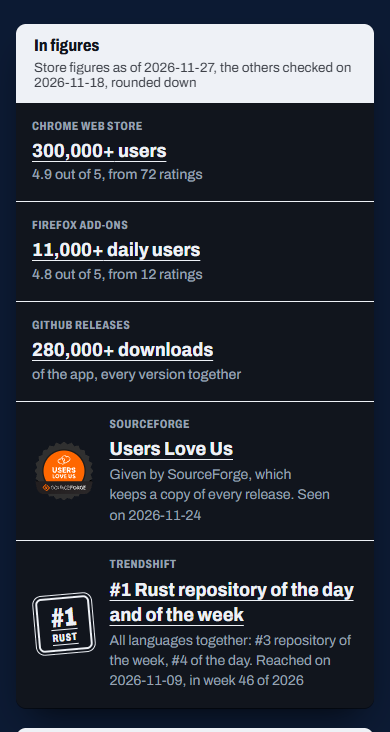 In figures
Store figures as of 2026-11-27, the others checked on
2026-11-18, rounded down
CHROME WEB STORE
300,000+ users
4.9 out of 5, from 72 ratings
FIREFOX ADD-ONS
11,000+ daily users
4.8 out of 5, from 12 ratings
GITHUB RELEASES
280,000+ downloads
of the app, every version together
SOURCEFORGE
USERS
LOVE US
SOURCEFORGE
Users Love Us
Given by SourceForge, which
keeps a copy of every release. Seen
on 2026-11-24
TRENDSHIFT
#1
RUST
#1 Rust repository of the day
and of the week
All languages together: #3 repository of
the week, #4 of the day. Reached on
2026-11-09, in week 46 of 2026